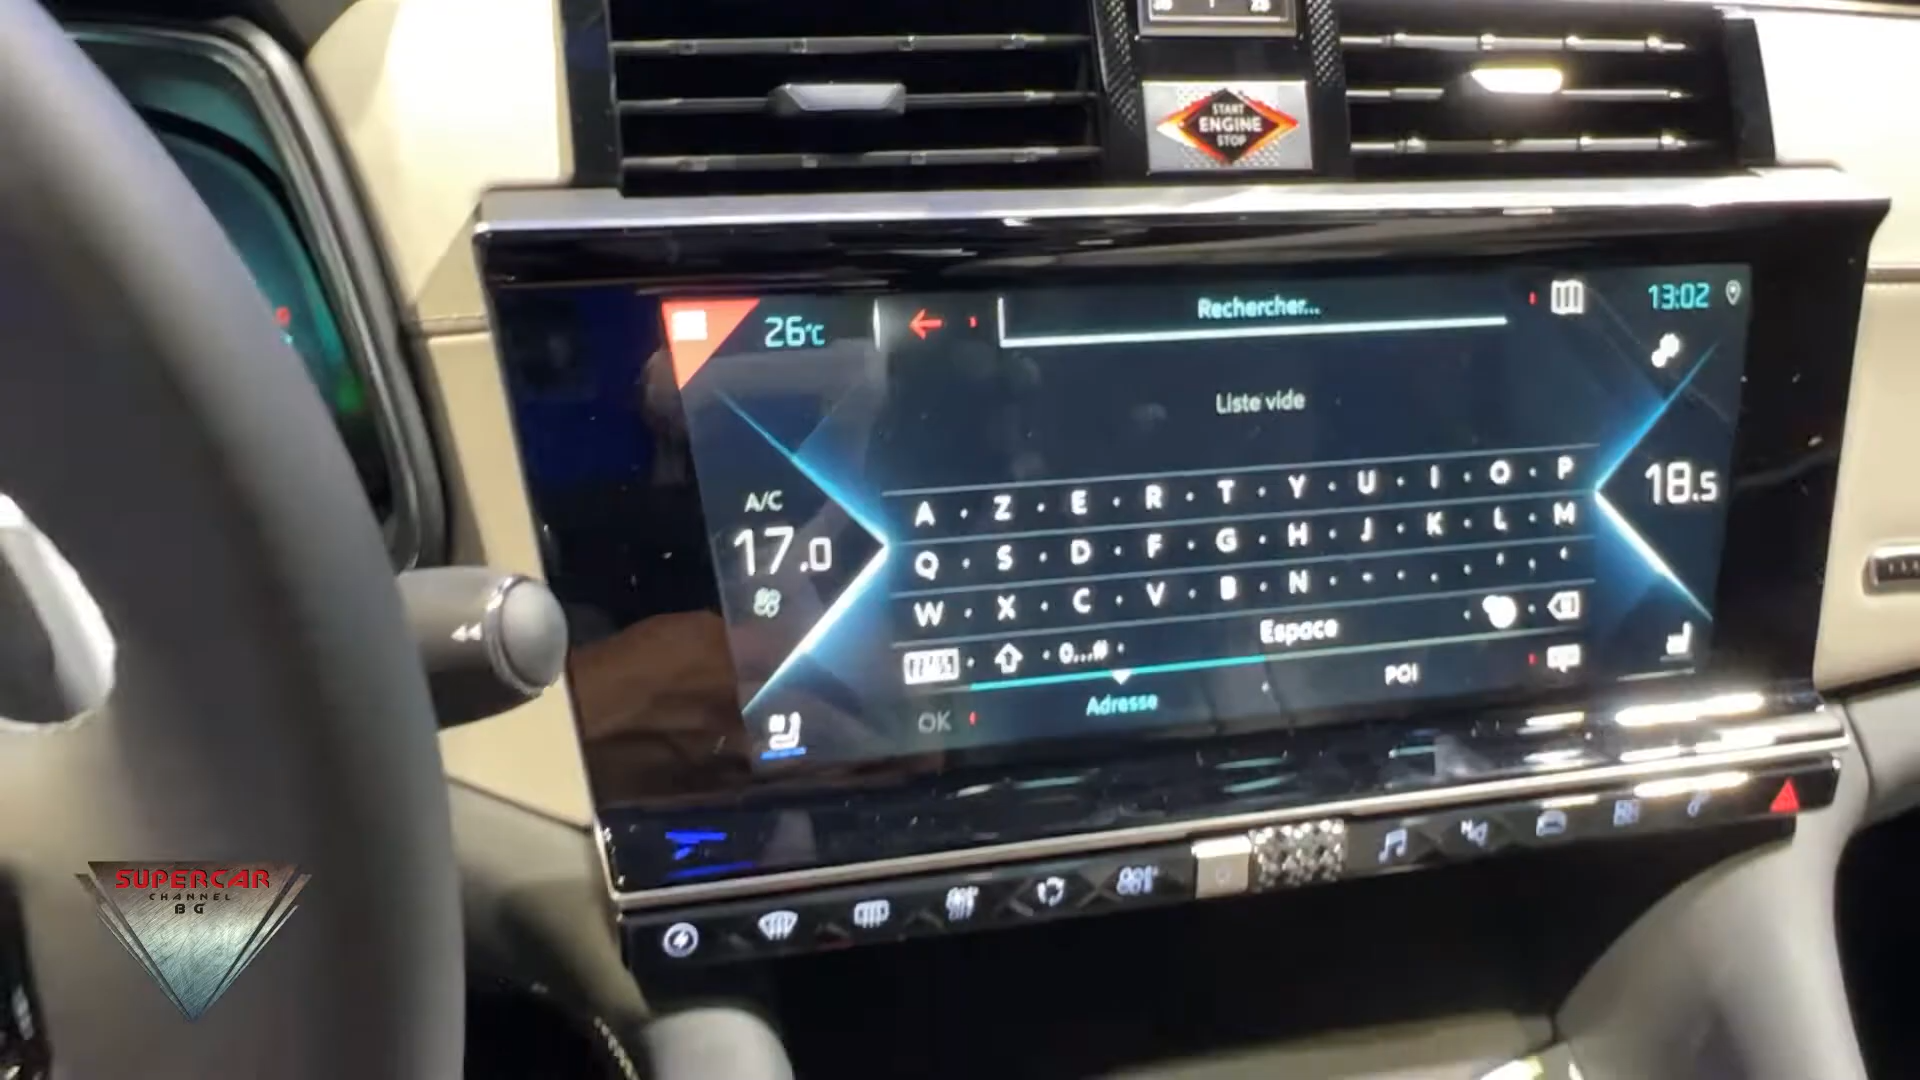 START
ENGINE
STOP
26°C
Rechercher...
13:02
Liste vide
A/C
17.0
18.5
A Z E R T Y U I O P
Q S D F G H J K L M
W X C V B N
0...#
Espace
OK
Adresse
POI
SUPERCAR
CHANNEL
BG